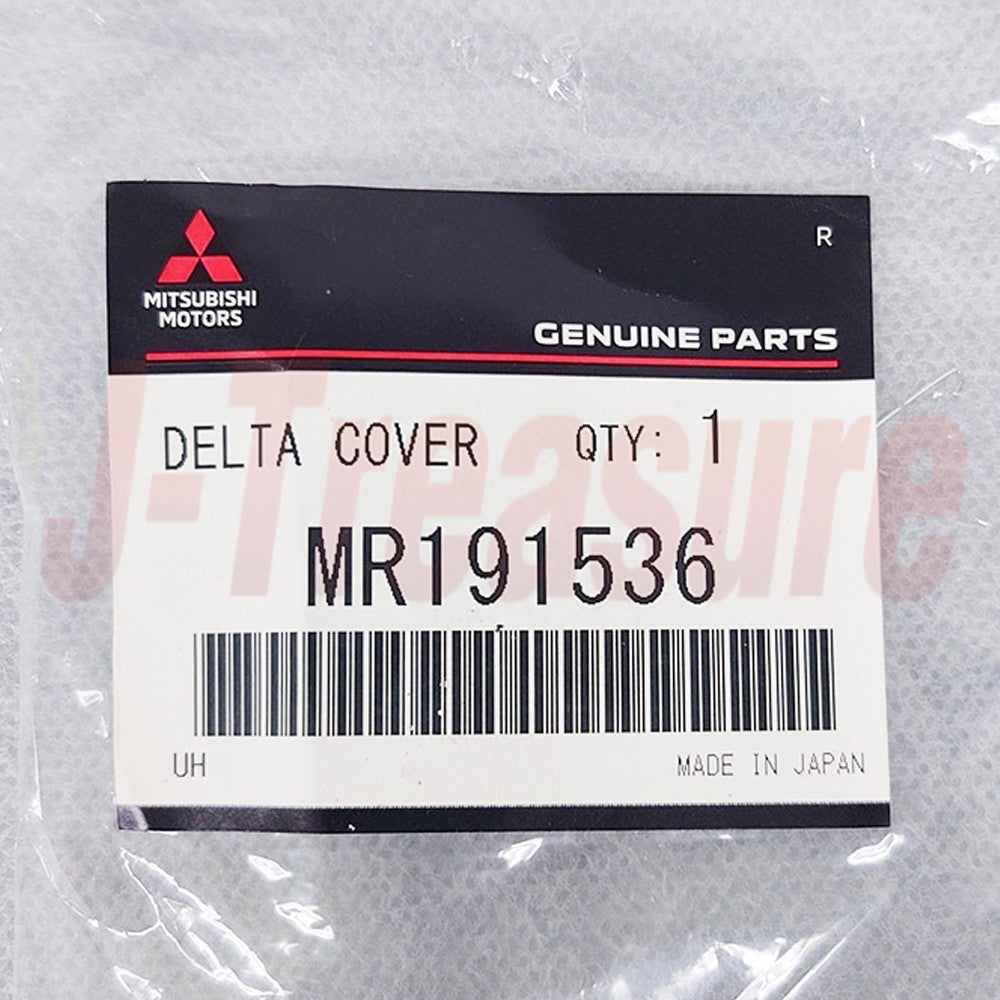 R
MITSUBISHI
MOTORS
GENUINE PARTS
DELTA COVER QTY: 1
J-Treasure
MR191536
UH MADE IN JAPAN